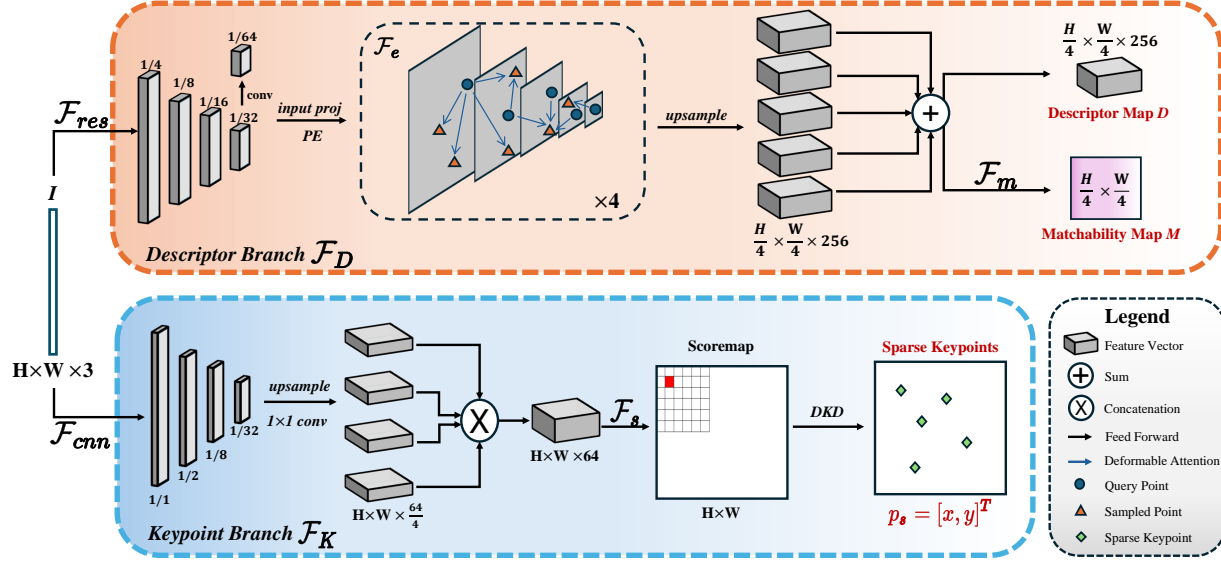 1/64
1/4
1/8
1/16
1/32
conv
F_res
input proj
PE
F_e
×4
upsample
H/4 × W/4 × 256
+
H/4 × W/4 × 256
Descriptor Map D
F_m
H/4 × W/4
Matchability Map M
Descriptor Branch F_D
I
H×W×3
F_cnn
1/1
1/2
1/8
1/32
upsample
1×1 conv
H×W × 64/4
X
H×W×64
F_s
Scoremap
H×W
DKD
Sparse Keypoints
p_s = [x, y]^T
Keypoint Branch F_K
Legend
Feature Vector
+ Sum
X Concatenation
Feed Forward
Deformable Attention
Query Point
Sampled Point
Sparse Keypoint